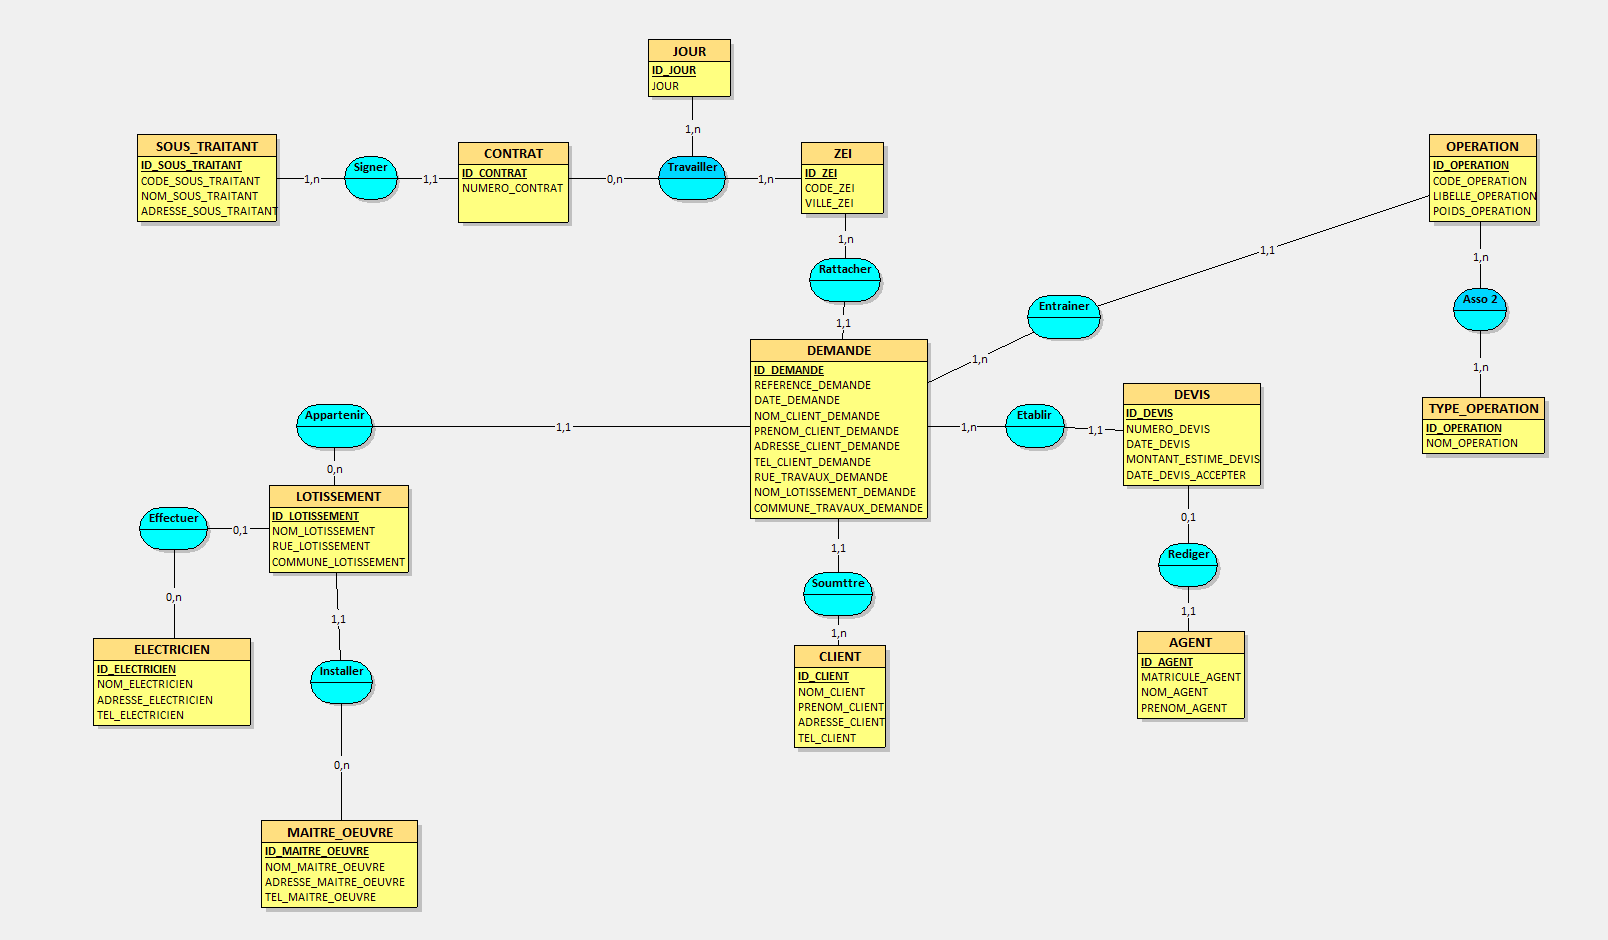 JOUR
ID_JOUR
JOUR
1,n
SOUS_TRAITANT
ID_SOUS_TRAITANT
CODE_SOUS_TRAITANT
NOM_SOUS_TRAITANT
ADRESSE_SOUS_TRAITANT
1,n
Signer
1,1
CONTRAT
ID_CONTRAT
NUMERO_CONTRAT
0,n
Travailler
1,n
ZEI
ID_ZEI
CODE_ZEI
VILLE_ZEI
1,n
Rattacher
1,1
OPERATION
ID_OPERATION
CODE_OPERATION
LIBELLE_OPERATION
POIDS_OPERATION
1,1
Entrainer
1,n
1,n
Asso 2
1,n
TYPE_OPERATION
ID_OPERATION
NOM_OPERATION
DEMANDE
ID_DEMANDE
REFERENCE_DEMANDE
DATE_DEMANDE
NOM_CLIENT_DEMANDE
PRENOM_CLIENT_DEMANDE
ADRESSE_CLIENT_DEMANDE
TEL_CLIENT_DEMANDE
RUE_TRAVAUX_DEMANDE
NOM_LOTISSEMENT_DEMANDE
COMMUNE_TRAVAUX_DEMANDE
1,n
Etablir
1,1
DEVIS
ID_DEVIS
NUMERO_DEVIS
DATE_DEVIS
MONTANT_ESTIME_DEVIS
DATE_DEVIS_ACCEPTER
0,1
Rediger
1,1
AGENT
ID_AGENT
MATRICULE_AGENT
NOM_AGENT
PRENOM_AGENT
Appartenir
1,1
0,n
LOTISSEMENT
ID_LOTISSEMENT
NOM_LOTISSEMENT
RUE_LOTISSEMENT
COMMUNE_LOTISSEMENT
Effectuer
0,1
0,n
ELECTRICIEN
ID_ELECTRICIEN
NOM_ELECTRICIEN
ADRESSE_ELECTRICIEN
TEL_ELECTRICIEN
1,1
Installer
0,n
MAITRE_OEUVRE
ID_MAITRE_OEUVRE
NOM_MAITRE_OEUVRE
ADRESSE_MAITRE_OEUVRE
TEL_MAITRE_OEUVRE
1,1
Soumttre
1,n
CLIENT
ID_CLIENT
NOM_CLIENT
PRENOM_CLIENT
ADRESSE_CLIENT
TEL_CLIENT